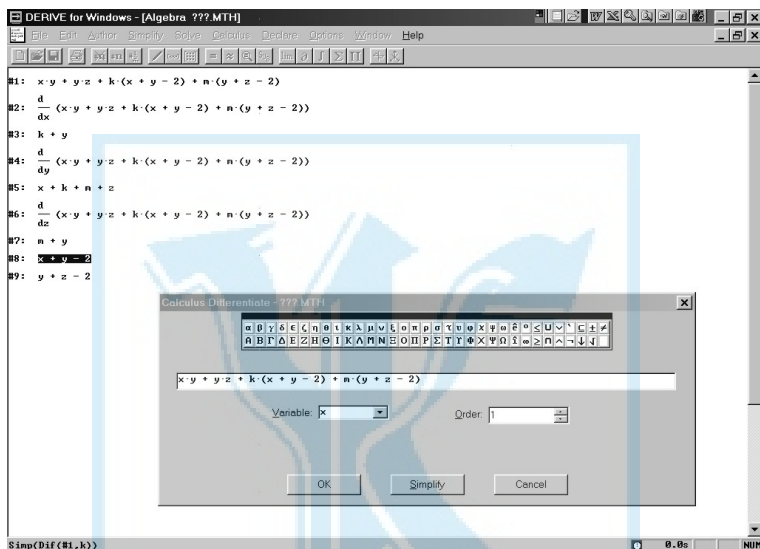 DERIVE for Windows - [Algebra ???.MTH]
File Edit Author Simplify Solve Calculus Declare Options Window Help
#1: x·y + y·z + k·(x + y - 2) + m·(y + z - 2)
d
#2: ── (x·y + y·z + k·(x + y - 2) + m·(y + z - 2))
dx
#3: k + y
d
#4: ── (x·y + y·z + k·(x + y - 2) + m·(y + z - 2))
dy
#5: x + k + m + z
d
#6: ── (x·y + y·z + k·(x + y - 2) + m·(y + z - 2))
dz
#7: m + y
#8: x + y - 2
#9: y + z - 2
Calculus Differentiate - ???.MTH
α β γ δ ε ζ η θ ι κ λ μ ν ξ ο π ρ σ τ υ φ χ ψ ω ê ° ≤ ∪ ∨ ` ⊑ ± ≠
Α Β Γ Δ Ε Ζ Η Θ Ι Κ Λ Μ Ν Ξ Ο Π Ρ Σ Τ Υ Φ Χ Ψ Ω î ∞ ≥ ∩ ∧ ¬ ↓ √
x·y + y·z + k·(x + y - 2) + m·(y + z - 2)
Variable: x Order: 1
OK Simplify Cancel
Simp(Dif(#1,k)) 0.0s NUM